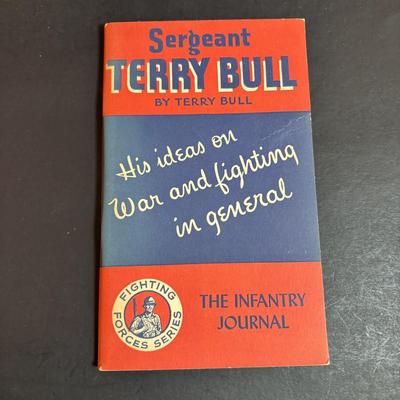 Sergeant
TERRY BULL
BY TERRY BULL
His ideas on
War and fighting
in general
FIGHTING
FORCES SERIES
THE INFANTRY
JOURNAL